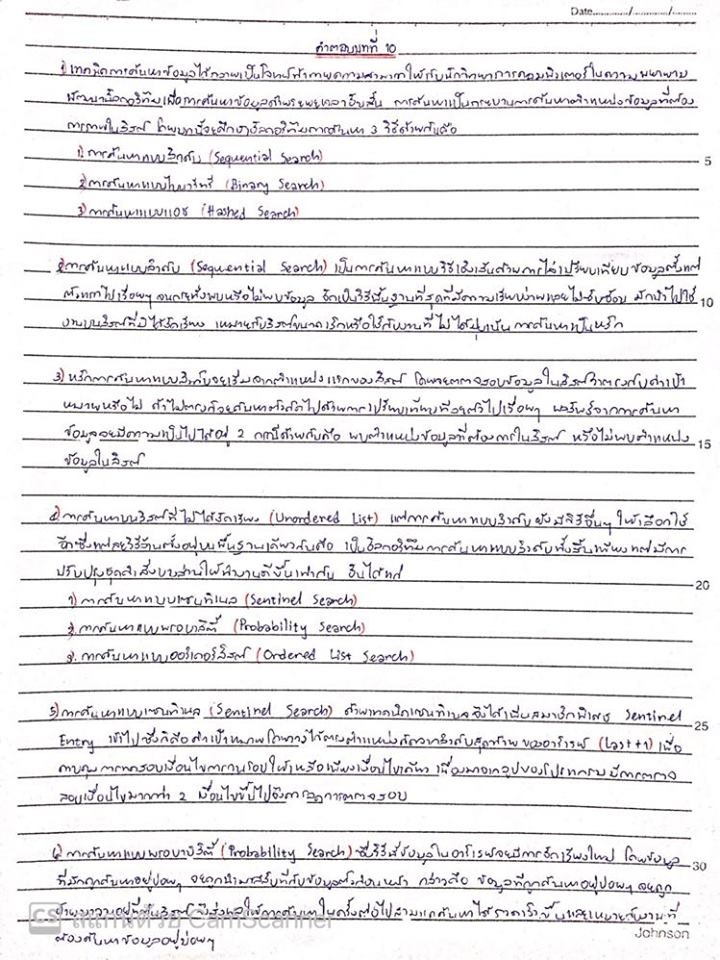 Date............/............../............
คำตอบบทที่ 10
1) เทคนิคการค้นหาข้อมูลได้กลายเป็นโจทย์ท้าทายความสามารถให้กับนักวิทยาการคอมพิวเตอร์ในความพยายาม
พัฒนาอัลกอริทึมเพื่อการค้นหาข้อมูลด้วยระยะเวลาอันสั้น การค้นหาเป็นกระบวนการค้นหาตำแหน่งข้อมูลที่ต้อง
การภายในลิสต์ โดยบทนี้จะศึกษาอัลกอริทึมการค้นหา 3 วิธีด้วยกันคือ
1) การค้นหาแบบลำดับ (Sequential Search)
5
2) การค้นหาแบบไบนารี (Binary Search)
3) การค้นหาแบบแฮช (Hashed Search)
2) การค้นหาแบบลำดับ (Sequential Search) เป็นการค้นหาแบบวิธีเชิงเส้นด้วยการไล่เปรียบเทียบข้อมูลตั้งแต่
ตัวแรกไปเรื่อยๆ จนกระทั่งพบหรือไม่พบข้อมูล จัดเป็นวิธีพื้นฐานที่สุดที่มีความเรียบง่ายและไม่ซับซ้อม มักนำไปใช้
10
งานบนลิสต์ที่มิได้จัดเรียง เหมาะกับลิสต์ขนาดเล็กหรือใช้กับงานที่ไม่ได้มุ่งเน้นการค้นหาเป็นหลัก
3) หลักการค้นหาแบบลำดับจะเริ่มจากตำแหน่งแรกของลิสต์ โดยจะตรวจสอบข้อมูลในลิสต์ว่าตรงกับค่าเป้า
หมายหรือไม่ ถ้าไม่ตรงก็จะค้นหาตัวถัดไปด้วยการเปรียบเทียบทีละตัวไปเรื่อยๆ ผลลัพธ์จากการค้นหา
ข้อมูลจะมีความเป็นไปได้อยู่ 2 กรณีด้วยกันคือ พบตำแหน่งข้อมูลที่ต้องการในลิสต์ หรือไม่พบตำแหน่ง
15
ข้อมูลในลิสต์
4) การค้นหาบนลิสต์ที่ไม่ได้จัดเรียง (Unordered List) แต่การค้นหาแบบลำดับยังมีวิธีอื่นๆ ให้เลือกใช้
อีกซึ่งแต่ละวิธีล้วนตั้งอยู่บนพื้นฐานเดียวกันคือ เป็นอัลกอริทึมการค้นหาแบบลำดับทั้งสิ้นเพียงแต่มีการ
ปรับปรุงชุดคำสั่งบางส่วนให้ทำงานดีขึ้นเท่านั้น อันได้แก่
20
1) การค้นหาแบบเซนทิเนล (Sentinel Search)
2. การค้นหาแบบพรอบาบิลิตี้ (Probability Search)
3. การค้นหาแบบออร์เดอร์ลิสต์ (Ordered List Search)
5) การค้นหาแบบเซนทิเนล (Sentinel Search) ด้วยเทคนิคเซนทิเนลจึงได้เพิ่มสมาชิกพิเศษ Sentinel
25
Entry เข้าไปซึ่งก็คือค่าเป้าหมายโดยวางไว้ตรงตำแหน่งถัดจากลำดับสุดท้ายของอาร์เรย์ (Last+1) เพื่อ
ควบคุมการทดสอบเงื่อนไขการวนรอบให้เหลือเพียงเงื่อนไขเดียว เนื่องจากลูปของโปรแกรมมีการตรวจ
สอบเงื่อนไขมากกว่า 2 เงื่อนไขขึ้นไปจึงควรลดการตรวจสอบ
6) การค้นหาแบบพรอบาบิลิตี้ (Probability Search) ซึ่งวิธีนี้ข้อมูลในอาร์เรย์จะมีการจัดเรียงใหม่ โดยข้อมูล
30
ที่มักถูกค้นหาอยู่บ่อยๆ จะถูกนำมาสลับที่กับข้อมูลตัวก่อนหน้า กล่าวคือ ข้อมูลที่ถูกค้นหาอยู่บ่อยๆ จะถูก
ย้ายมาวางอยู่ที่ต้นลิสต์ จึงส่งผลให้การค้นหาในครั้งต่อไปสามารถค้นหาได้รวดเร็วขึ้นและเหมาะกับงานที่
CS สแกนด้วย CamScanner
Johnson
ต้องค้นหาข้อมูลอยู่บ่อยๆ